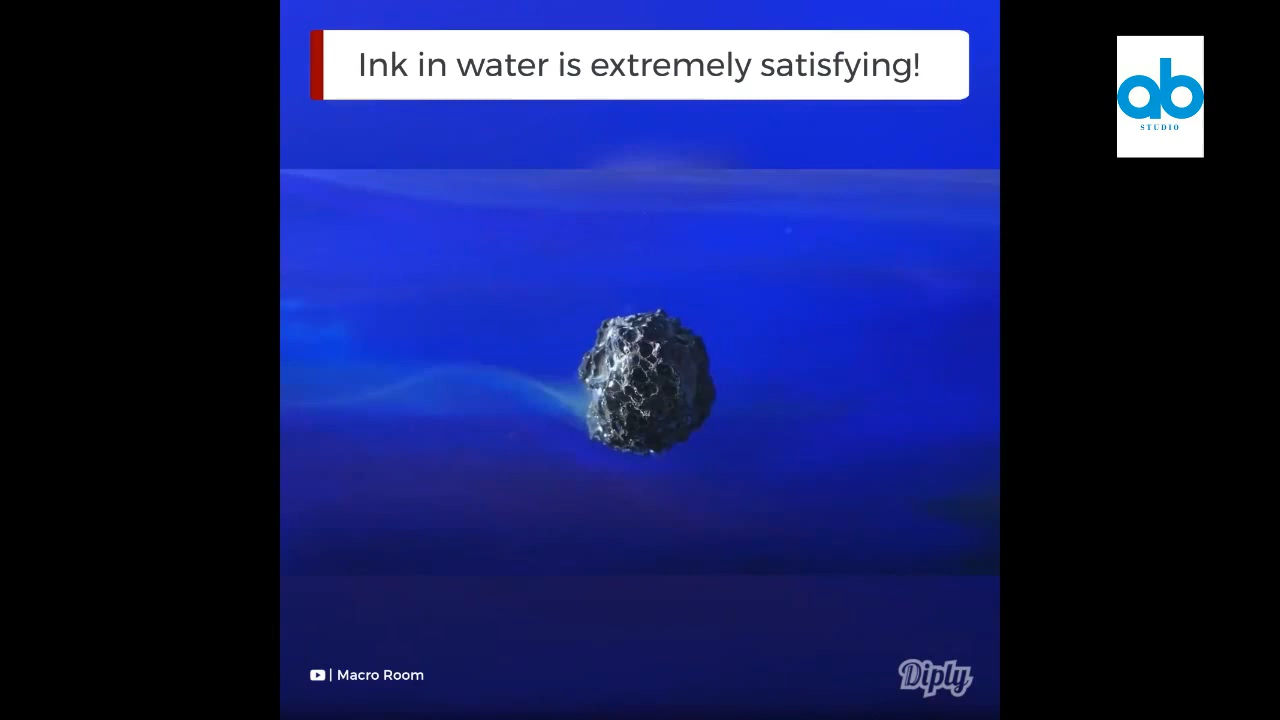 Ink in water is extremely satisfying!
ab
STUDIO
| Macro Room
Diply